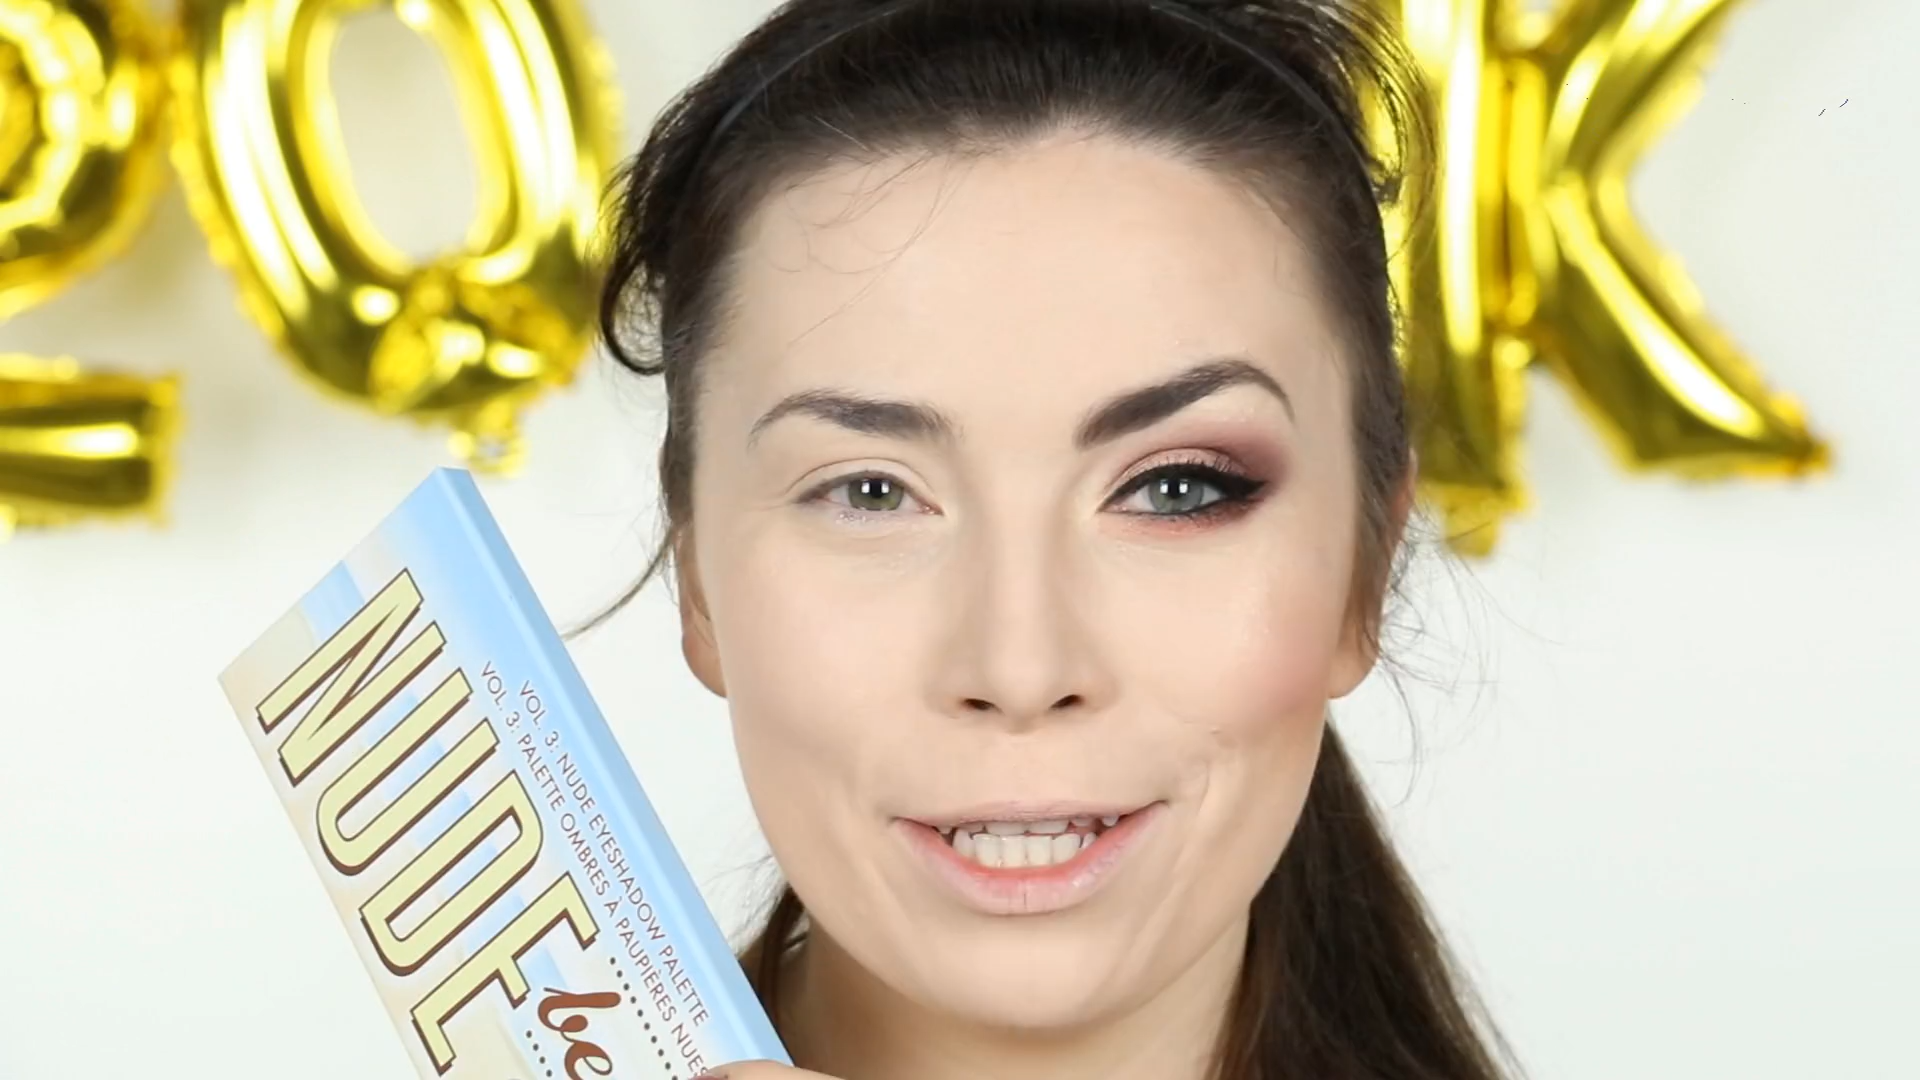 NUDE
be
VOL. 3: NUDE EYESHADOW PALETTE
VOL. 3: PALETTE OMBRES À PAUPIÈRES NUES
O K